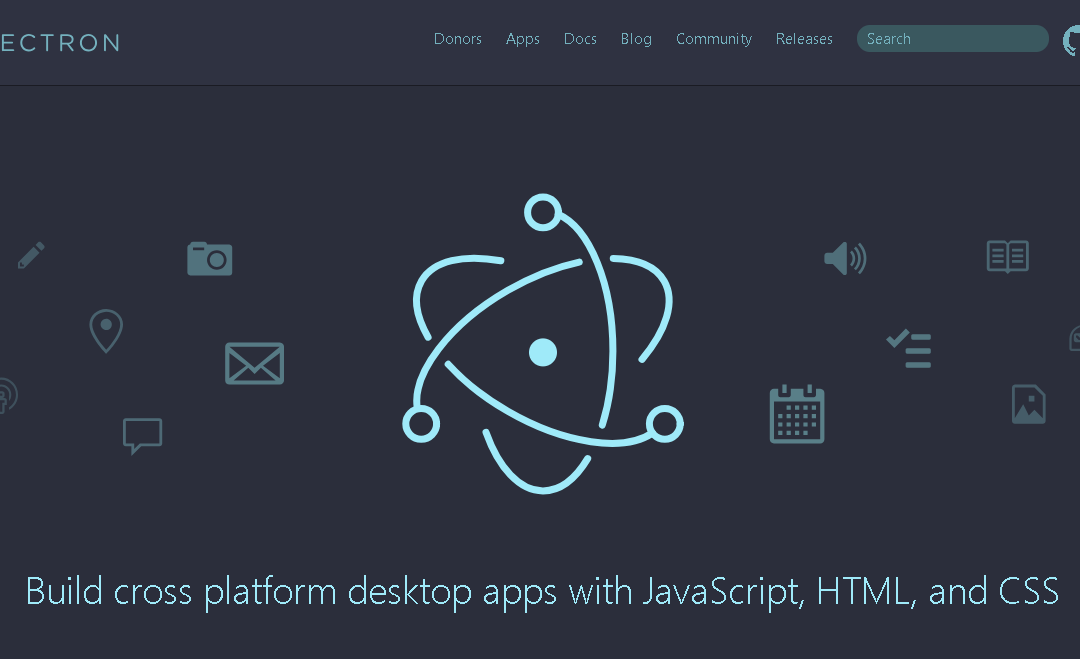 ECTRON
Donors Apps Docs Blog Community Releases Search
Build cross platform desktop apps with JavaScript, HTML, and CSS